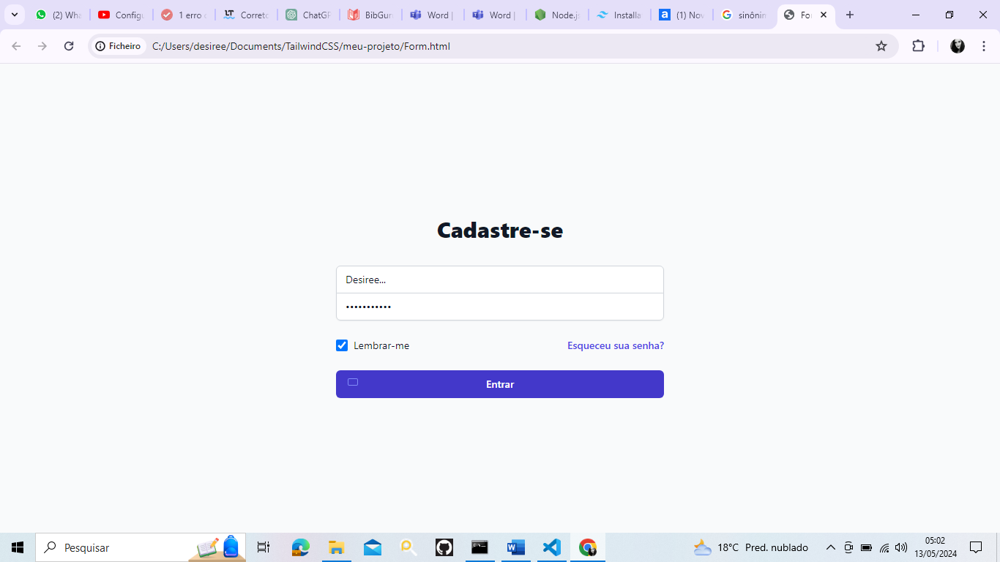 (2) Wha
Configu
1 erro d
Correto
ChatGP
BibGuru
Word |
Word |
Node.js
Installa
(1) Nov
sinônin
For
Ficheiro
C:/Users/desiree/Documents/TailwindCSS/meu-projeto/Form.html
Cadastre-se
Desiree...
•••••••••••
Lembrar-me
Esqueceu sua senha?
Entrar
Pesquisar
18°C Pred. nublado
05:02
13/05/2024